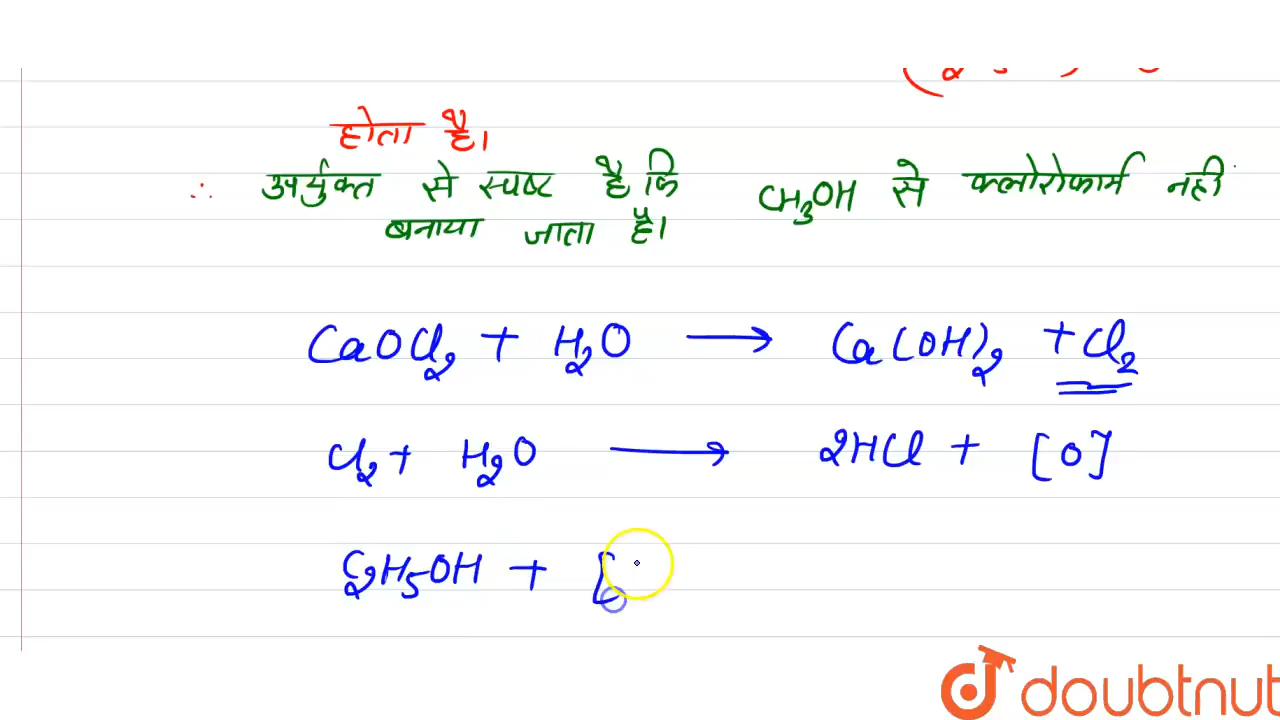 होता है।
∴ उपर्युक्त से स्पष्ट है कि CH₃OH से क्लोरोफार्म नही
बनाया जाता है।
CaOCl₂ + H₂O → Ca(OH)₂ + Cl₂
Cl₂ + H₂O → 2HCl + [O]
C₂H₅OH + [
doubtnut